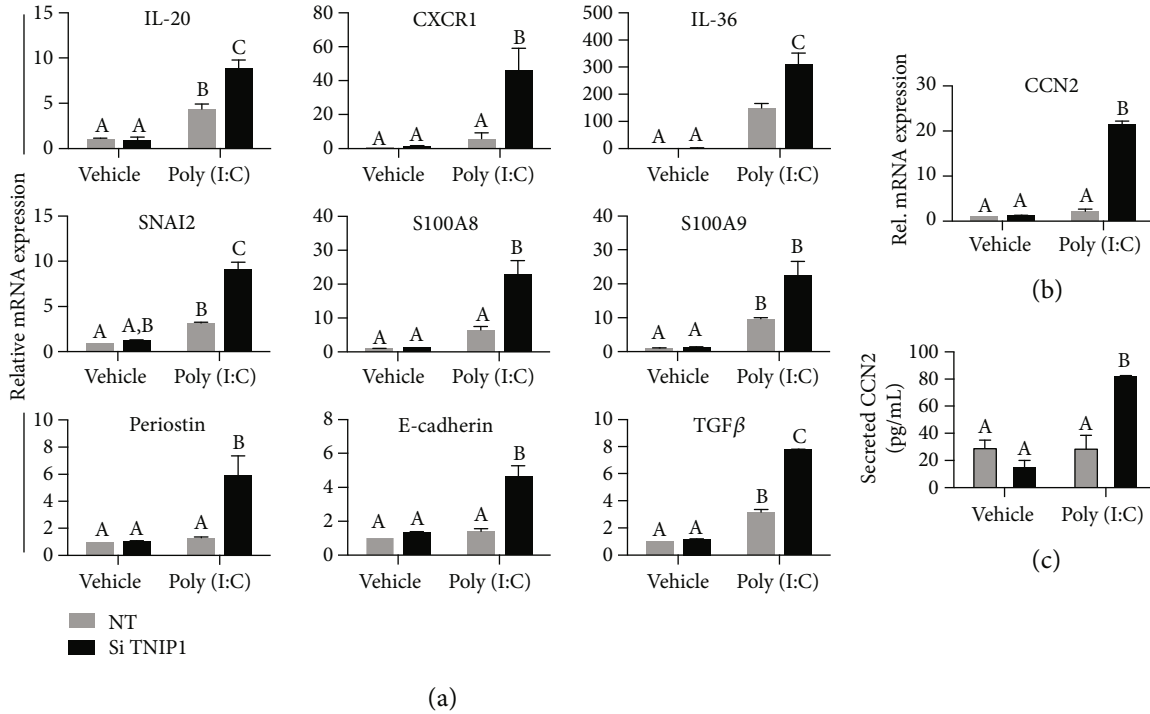 Relative mRNA expression
IL-20
15
10
5
0
A A B C
Vehicle Poly (I:C)
CXCR1
80
60
40
20
0
A A A B
Vehicle Poly (I:C)
IL-36
500
400
300
200
100
0
A A C
Vehicle Poly (I:C)
SNAI2
15
10
5
0
A A,B B C
Vehicle Poly (I:C)
S100A8
40
30
20
10
0
A A A B
Vehicle Poly (I:C)
S100A9
40
30
20
10
0
A A B B
Vehicle Poly (I:C)
Periostin
10
8
6
4
2
0
A A A B
Vehicle Poly (I:C)
E-cadherin
8
6
4
2
0
A A A B
Vehicle Poly (I:C)
TGFβ
10
8
6
4
2
0
A A B C
Vehicle Poly (I:C)
NT
Si TNIP1
(a)
CCN2
Rel. mRNA expression
30
20
10
0
A A A B
Vehicle Poly (I:C)
(b)
Secreted CCN2
(pg/mL)
100
80
60
40
20
0
A A A B
Vehicle Poly (I:C)
(c)